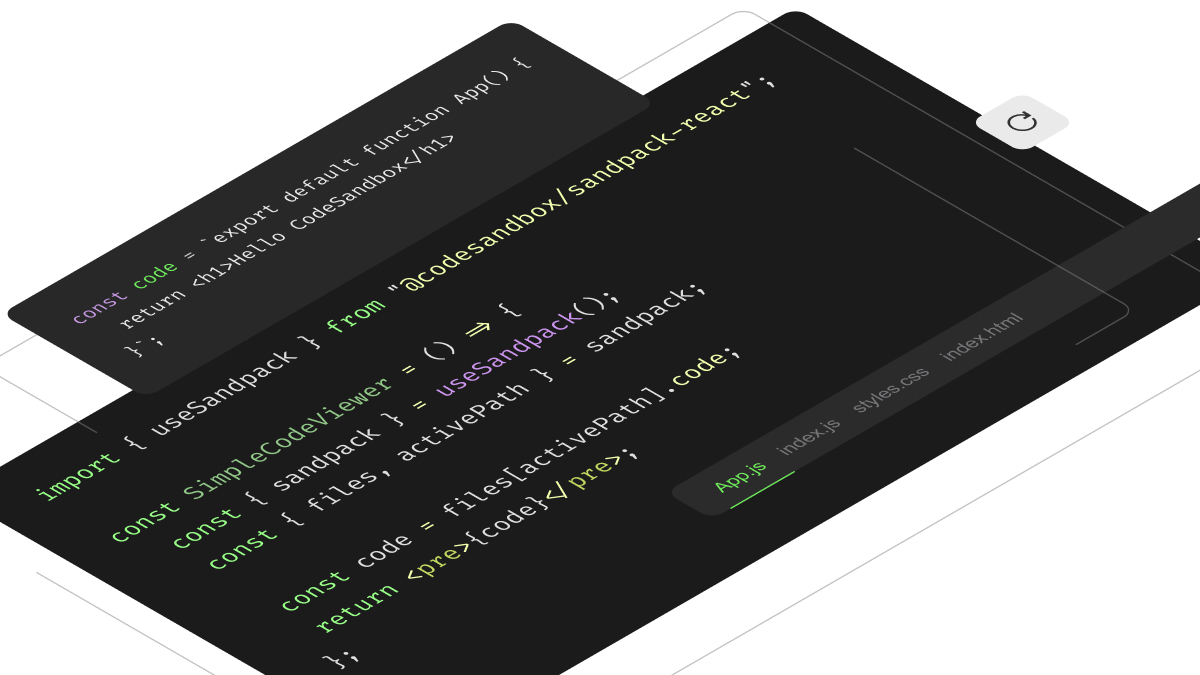 const code = `export default function App() {
return <h1>Hello CodeSandbox</h1>
}`;
import { useSandpack } from "@codesandbox/sandpack-react";
const SimpleCodeViewer = () => {
const { sandpack } = useSandpack();
const { files, activePath } = sandpack;
const code = files[activePath].code;
return <pre>{code}</pre>;
};
App.js index.js styles.css index.html